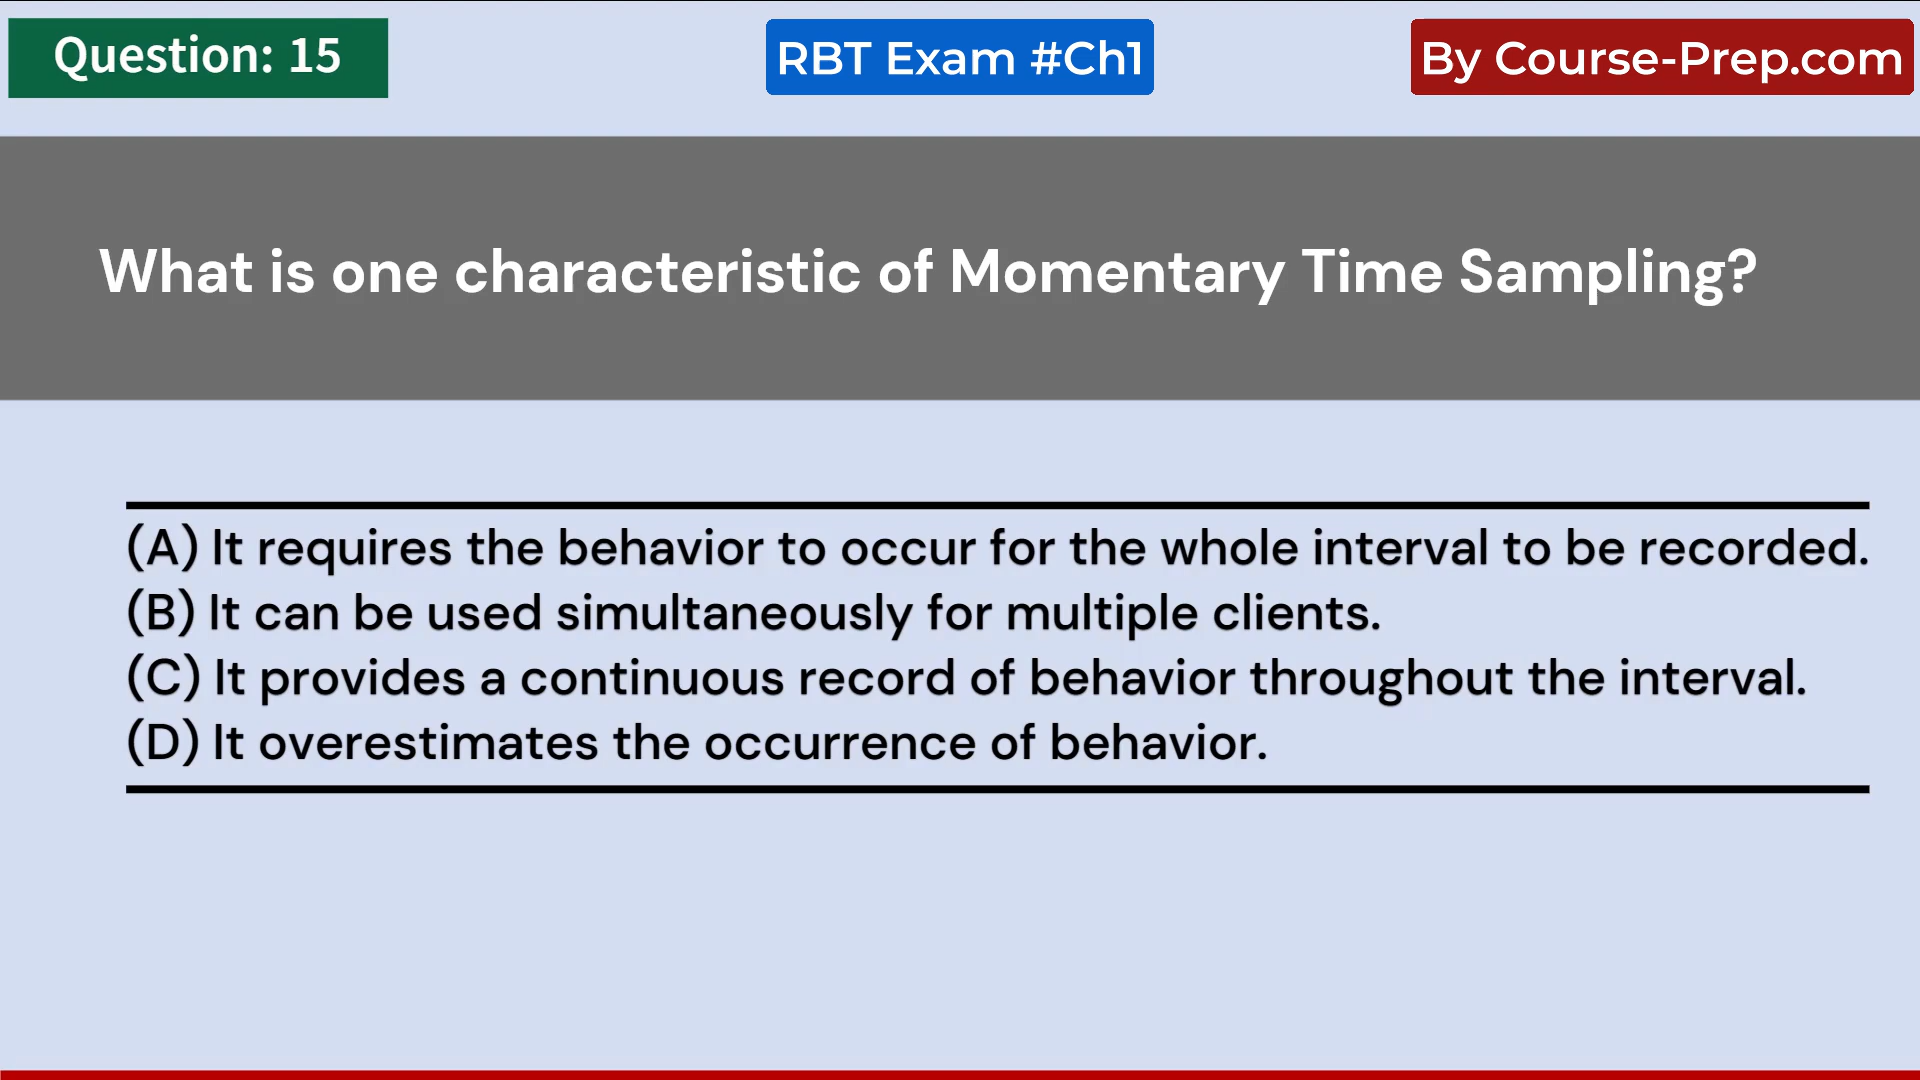 Question: 15
RBT Exam #Ch1
By Course-Prep.com
What is one characteristic of Momentary Time Sampling?
(A) It requires the behavior to occur for the whole interval to be recorded.
(B) It can be used simultaneously for multiple clients.
(C) It provides a continuous record of behavior throughout the interval.
(D) It overestimates the occurrence of behavior.